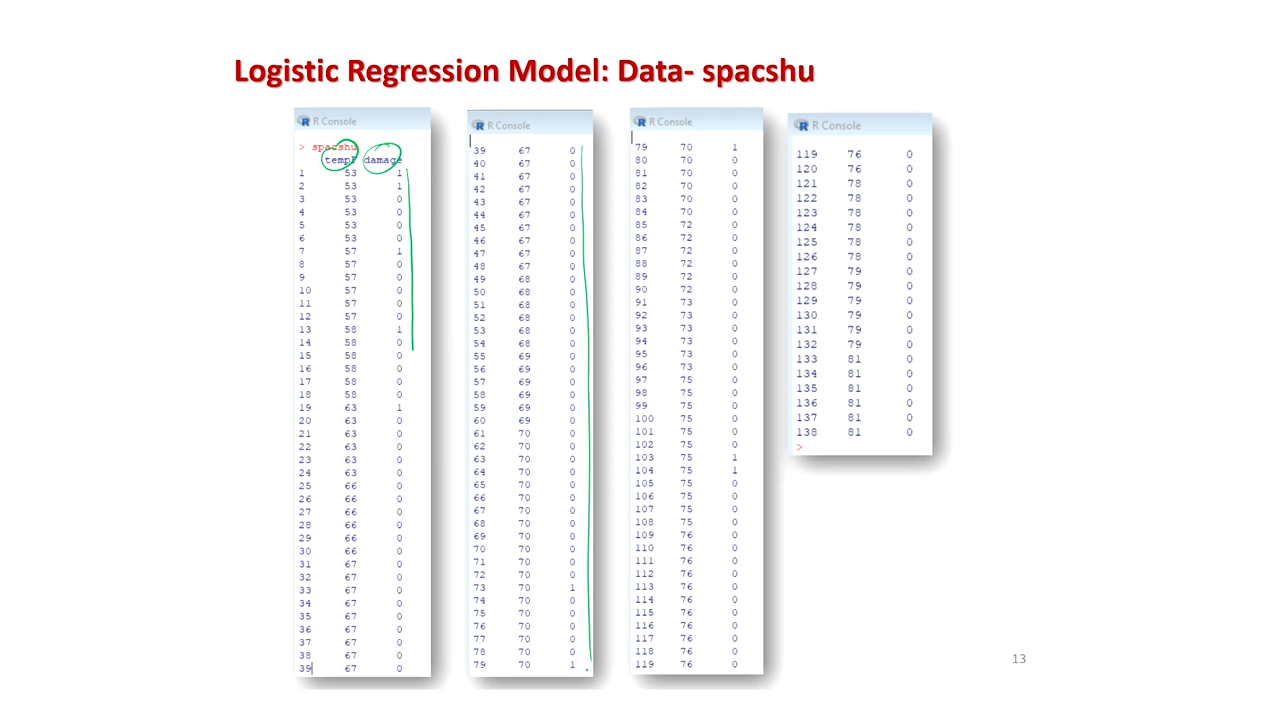 Logistic Regression Model: Data- spacshu
R Console
> spacshu
tempF damage
1 53 1
2 53 1
3 53 0
4 53 0
5 53 0
6 53 0
7 57 1
8 57 0
9 57 0
10 57 0
11 57 0
12 57 0
13 58 1
14 58 0
15 58 0
16 58 0
17 58 0
18 58 0
19 63 1
20 63 0
21 63 0
22 63 0
23 63 0
24 63 0
25 66 0
26 66 0
27 66 0
28 66 0
29 66 0
30 66 0
31 67 0
32 67 0
33 67 0
34 67 0
35 67 0
36 67 0
37 67 0
38 67 0
39 67 0
R Console
39 67 0
40 67 0
41 67 0
42 67 0
43 67 0
44 67 0
45 67 0
46 67 0
47 67 0
48 67 0
49 68 0
50 68 0
51 68 0
52 68 0
53 68 0
54 68 0
55 69 0
56 69 0
57 69 0
58 69 0
59 69 0
60 69 0
61 70 0
62 70 0
63 70 0
64 70 0
65 70 0
66 70 0
67 70 0
68 70 0
69 70 0
70 70 0
71 70 0
72 70 0
73 70 1
74 70 0
75 70 0
76 70 0
77 70 0
78 70 0
79 70 1
R Console
79 70 1
80 70 0
81 70 0
82 70 0
83 70 0
84 70 0
85 72 0
86 72 0
87 72 0
88 72 0
89 72 0
90 72 0
91 73 0
92 73 0
93 73 0
94 73 0
95 73 0
96 73 0
97 75 0
98 75 0
99 75 0
100 75 0
101 75 0
102 75 0
103 75 1
104 75 1
105 75 0
106 75 0
107 75 0
108 75 0
109 76 0
110 76 0
111 76 0
112 76 0
113 76 0
114 76 0
115 76 0
116 76 0
117 76 0
118 76 0
119 76 0
R Console
119 76 0
120 76 0
121 78 0
122 78 0
123 78 0
124 78 0
125 78 0
126 78 0
127 79 0
128 79 0
129 79 0
130 79 0
131 79 0
132 79 0
133 81 0
134 81 0
135 81 0
136 81 0
137 81 0
138 81 0
>
13